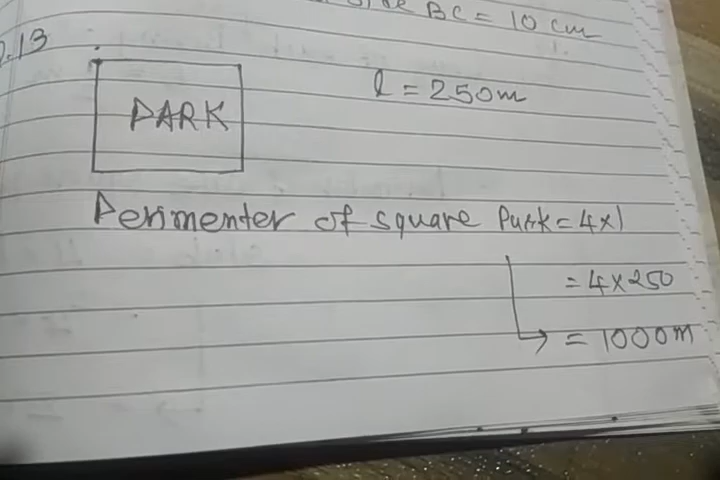 BC = 10 cm
.13
l = 250m
PARK
Perimenter of square Park = 4×l
= 4×250
= 1000m